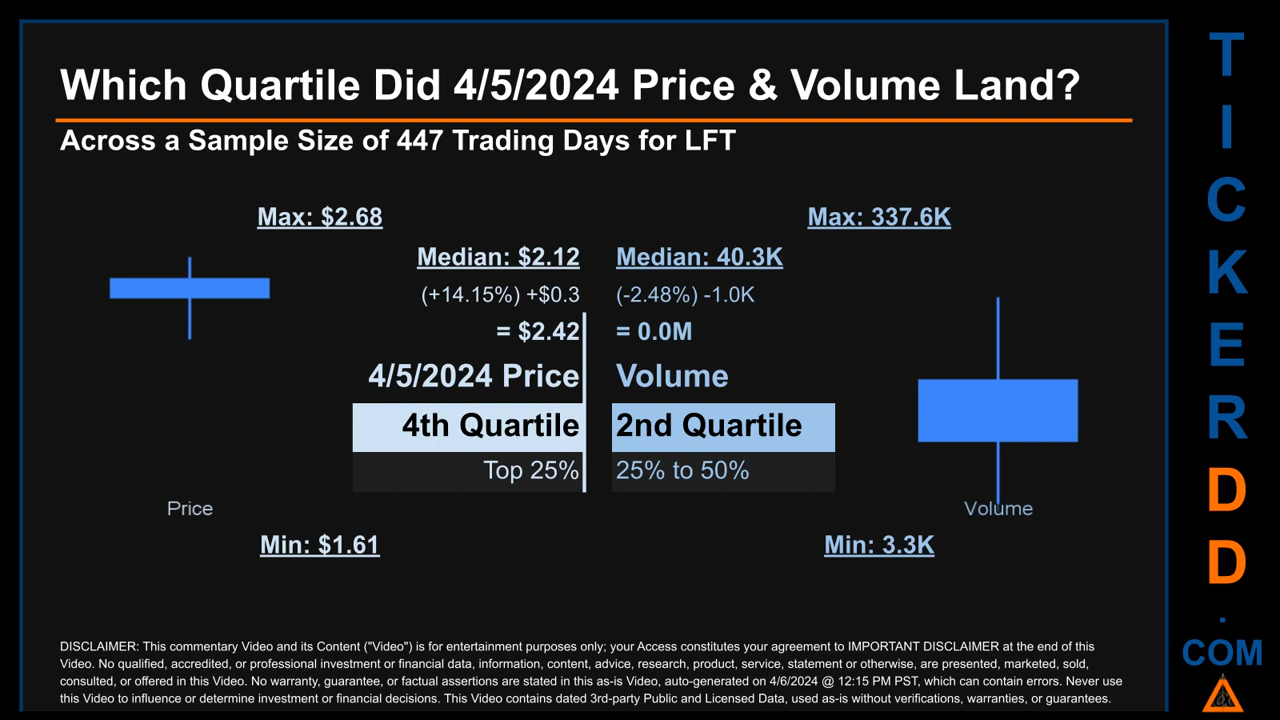 Which Quartile Did 4/5/2024 Price & Volume Land?
Across a Sample Size of 447 Trading Days for LFT
Max: $2.68
Max: 337.6K
Median: $2.12
Median: 40.3K
(+14.15%) +$0.3
(-2.48%) -1.0K
= $2.42
= 0.0M
4/5/2024 Price
Volume
4th Quartile
2nd Quartile
Top 25%
25% to 50%
Price
Volume
Min: $1.61
Min: 3.3K
DISCLAIMER: This commentary Video and its Content ("Video") is for entertainment purposes only; your Access constitutes your agreement to IMPORTANT DISCLAIMER at the end of this
Video. No qualified, accredited, or professional investment or financial data, information, content, advice, research, product, service, statement or otherwise, are presented, marketed, sold,
consulted, or offered in this Video. No warranty, guarantee, or factual assertions are stated in this as-is Video, auto-generated on 4/6/2024 @ 12:15 PM PST, which can contain errors. Never use
this Video to influence or determine investment or financial decisions. This Video contains dated 3rd-party Public and Licensed Data, used as-is without verifications, warranties, or guarantees.
T
I
C
K
E
R
D
D
.
COM